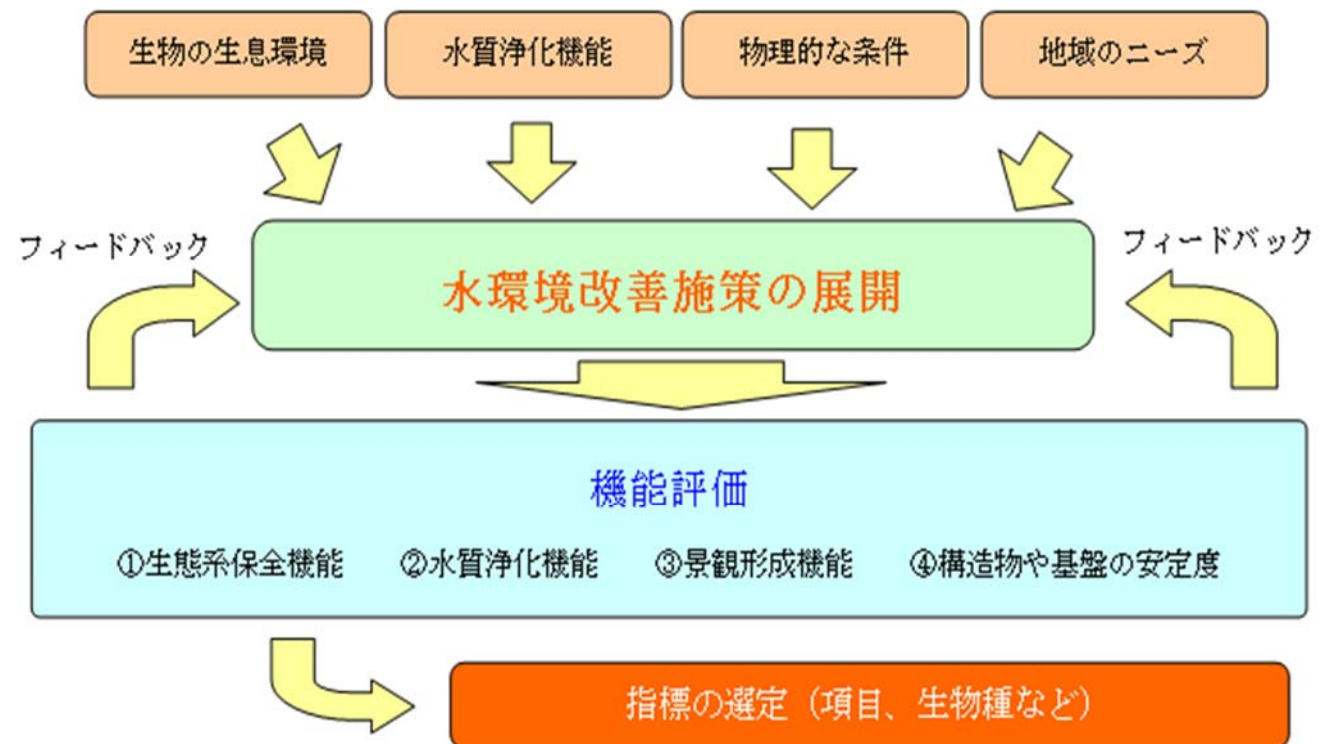 生物の生息環境
水質浄化機能
物理的な条件
地域のニーズ
フィードバック
フィードバック
水環境改善施策の展開
機能評価
①生態系保全機能 ②水質浄化機能 ③景観形成機能 ④構造物や基盤の安定度
指標の選定（項目、生物種など）